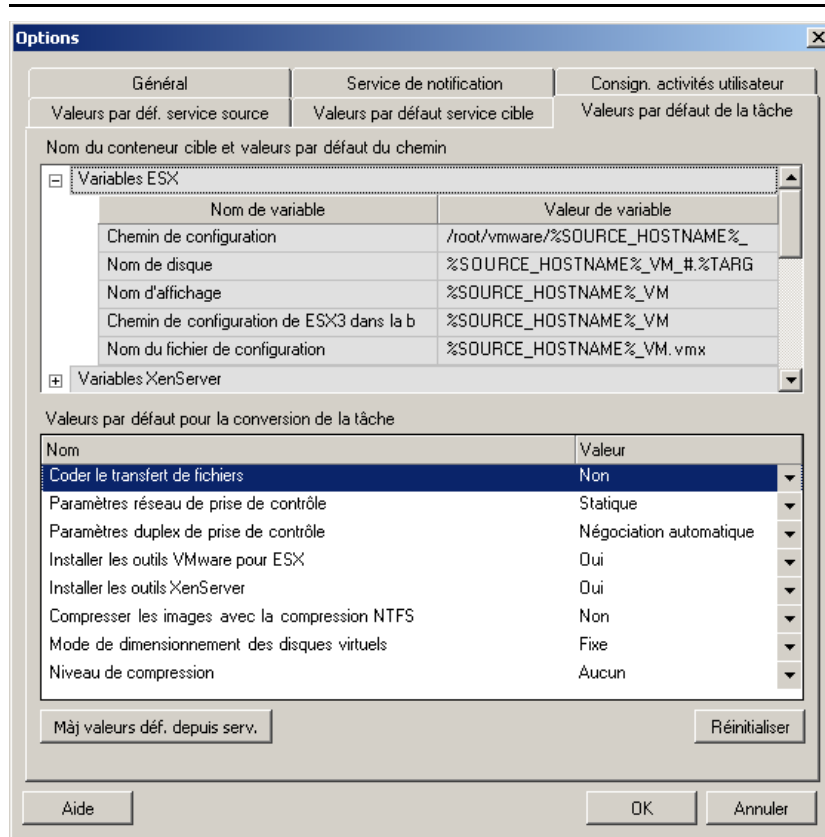 Options
Général Service de notification Consign. activités utilisateur
Valeurs par déf. service source Valeurs par défaut service cible Valeurs par défaut de la tâche
Nom du conteneur cible et valeurs par défaut du chemin
Variables ESX
Nom de variable Valeur de variable
Chemin de configuration /root/vmware/%SOURCE_HOSTNAME%_
Nom de disque %SOURCE_HOSTNAME%_VM_#.%TARG
Nom d'affichage %SOURCE_HOSTNAME%_VM
Chemin de configuration de ESX3 dans la b %SOURCE_HOSTNAME%_VM
Nom du fichier de configuration %SOURCE_HOSTNAME%_VM.vmx
Variables XenServer
Valeurs par défaut pour la conversion de la tâche
Nom Valeur
Coder le transfert de fichiers Non
Paramètres réseau de prise de contrôle Statique
Paramètres duplex de prise de contrôle Négociation automatique
Installer les outils VMware pour ESX Oui
Installer les outils XenServer Oui
Compresser les images avec la compression NTFS Non
Mode de dimensionnement des disques virtuels Fixe
Niveau de compression Aucun
Màj valeurs déf. depuis serv. Réinitialiser
Aide OK Annuler